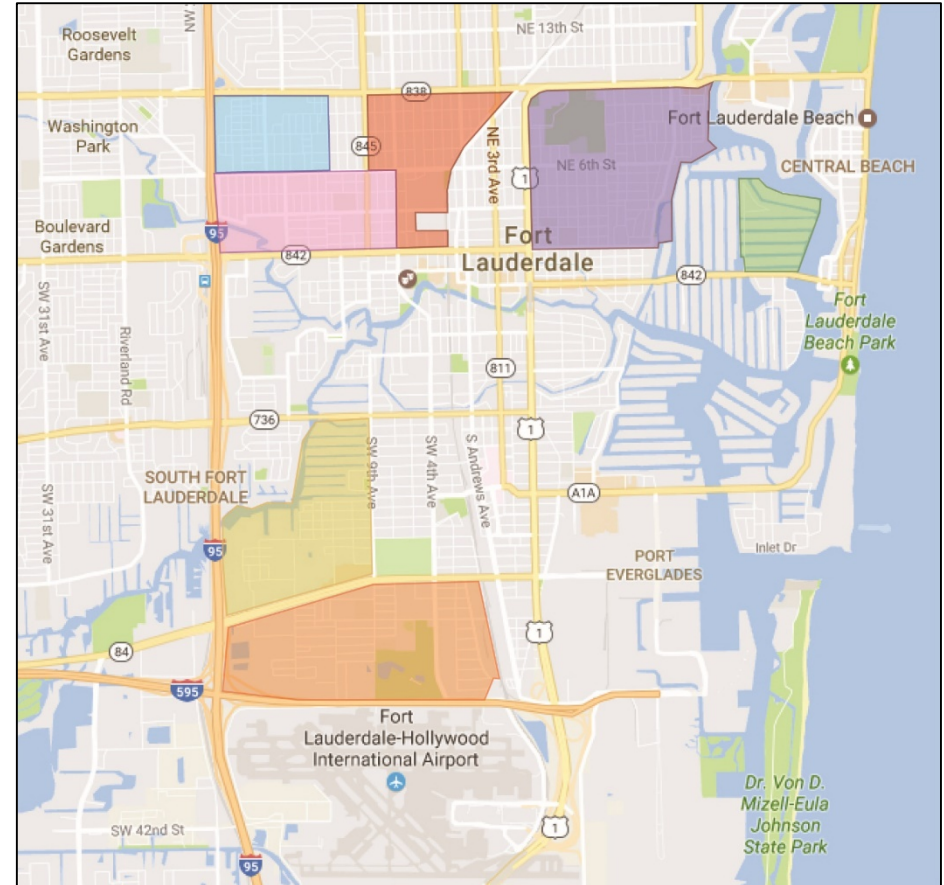 NE 13th St
NW
Roosevelt
Gardens
838
Washington
Park
Fort Lauderdale Beach
845
NE 3rd Ave
NE 6th St
CENTRAL BEACH
1
Boulevard
Gardens
95
Fort
Lauderdale
842
842
SW 31st Ave
Riverland Rd
Fort
Lauderdale
Beach Park
811
736
1
SW 9th Ave
SW 4th Ave
S Andrews Ave
SOUTH FORT
LAUDERDALE
A1A
SW 31st Ave
95
Inlet Dr
PORT
EVERGLADES
1
84
595
Fort
Lauderdale-Hollywood
International Airport
Dr. Von D.
Mizell-Eula
Johnson
State Park
SW 42nd St
1
95